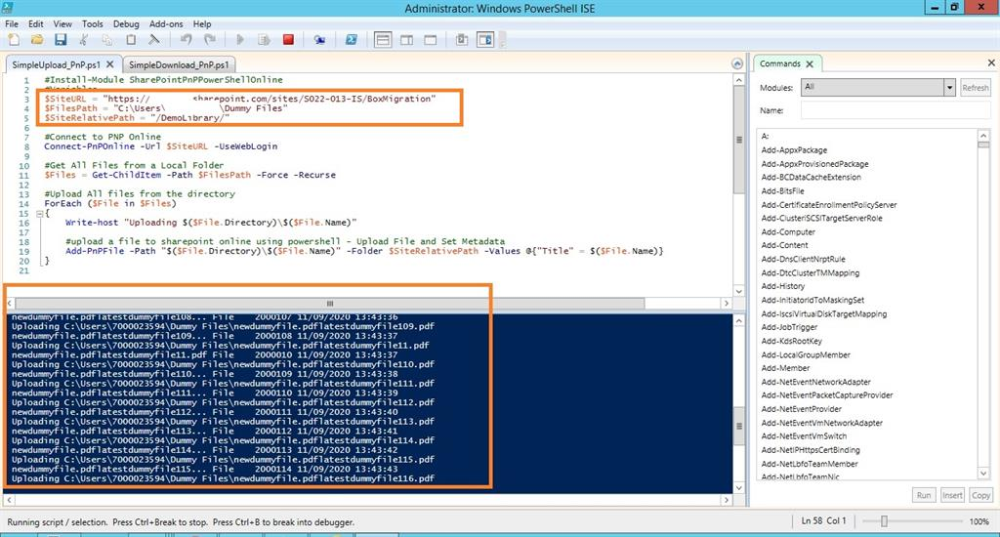 Administrator: Windows PowerShell ISE
File Edit View Tools Debug Add-ons Help
SimpleUpload_PnP.ps1 SimpleDownload_PnP.ps1
1 #Install-Module SharePointPnPPowerShellOnline
2 #Variables
3 $SiteURL = "https:// sharepoint.com/sites/S022-O13-IS/BoxMigration"
4 $FilesPath = "C:\Users\ \Dummy Files"
5 $SiteRelativePath = "/DemoLibrary/"
6
7 #Connect to PNP Online
8 Connect-PnPOnline -Url $SiteURL -UseWebLogin
9
10 #Get All Files from a Local Folder
11 $Files = Get-ChildItem -Path $FilesPath -Force -Recurse
12
13 #Upload All files from the directory
14 ForEach ($File in $Files)
15 {
16 Write-host "Uploading $($File.Directory)\$($File.Name)"
17
18 #upload a file to sharepoint online using powershell - Upload File and Set Metadata
19 Add-PnPFile -Path "$($File.Directory)\$($File.Name)" -Folder $SiteRelativePath -Values @{"Title" = $($File.Name)}
20 }
21
newdummyfile.pdflatestdummyfile108... File 2000107 11/09/2020 13:43:36
Uploading C:\Users\7000023594\Dummy Files\newdummyfile.pdflatestdummyfile109.pdf
newdummyfile.pdflatestdummyfile109... File 2000108 11/09/2020 13:43:37
Uploading C:\Users\7000023594\Dummy Files\newdummyfile.pdflatestdummyfile11.pdf
newdummyfile.pdflatestdummyfile11.pdf File 2000010 11/09/2020 13:43:37
Uploading C:\Users\7000023594\Dummy Files\newdummyfile.pdflatestdummyfile110.pdf
newdummyfile.pdflatestdummyfile110... File 2000109 11/09/2020 13:43:38
Uploading C:\Users\7000023594\Dummy Files\newdummyfile.pdflatestdummyfile111.pdf
newdummyfile.pdflatestdummyfile111... File 2000110 11/09/2020 13:43:39
Uploading C:\Users\7000023594\Dummy Files\newdummyfile.pdflatestdummyfile112.pdf
newdummyfile.pdflatestdummyfile112... File 2000111 11/09/2020 13:43:40
Uploading C:\Users\7000023594\Dummy Files\newdummyfile.pdflatestdummyfile113.pdf
newdummyfile.pdflatestdummyfile113... File 2000112 11/09/2020 13:43:41
Uploading C:\Users\7000023594\Dummy Files\newdummyfile.pdflatestdummyfile114.pdf
newdummyfile.pdflatestdummyfile114... File 2000113 11/09/2020 13:43:42
Uploading C:\Users\7000023594\Dummy Files\newdummyfile.pdflatestdummyfile115.pdf
newdummyfile.pdflatestdummyfile115... File 2000114 11/09/2020 13:43:43
Uploading C:\Users\7000023594\Dummy Files\newdummyfile.pdflatestdummyfile116.pdf
Commands
Modules: All Refresh
Name:
A:
Add-AppxPackage
Add-AppxProvisionedPackage
Add-BCDataCacheExtension
Add-BitsFile
Add-CertificateEnrollmentPolicyServer
Add-ClusteriSCSITargetServerRole
Add-Computer
Add-Content
Add-DnsClientNrptRule
Add-DtcClusterTMMapping
Add-History
Add-InitiatorIdToMaskingSet
Add-IscsiVirtualDiskTargetMapping
Add-JobTrigger
Add-KdsRootKey
Add-LocalGroupMember
Add-Member
Add-NetEventNetworkAdapter
Add-NetEventPacketCaptureProvider
Add-NetEventProvider
Add-NetEventVmNetworkAdapter
Add-NetEventVmSwitch
Add-NetIPHttpsCertBinding
Add-NetLbfoTeamMember
Add-NetLbfoTeamNic
Run Insert Copy
Running script / selection. Press Ctrl+Break to stop. Press Ctrl+B to break into debugger.
Ln 58 Col 1 100%